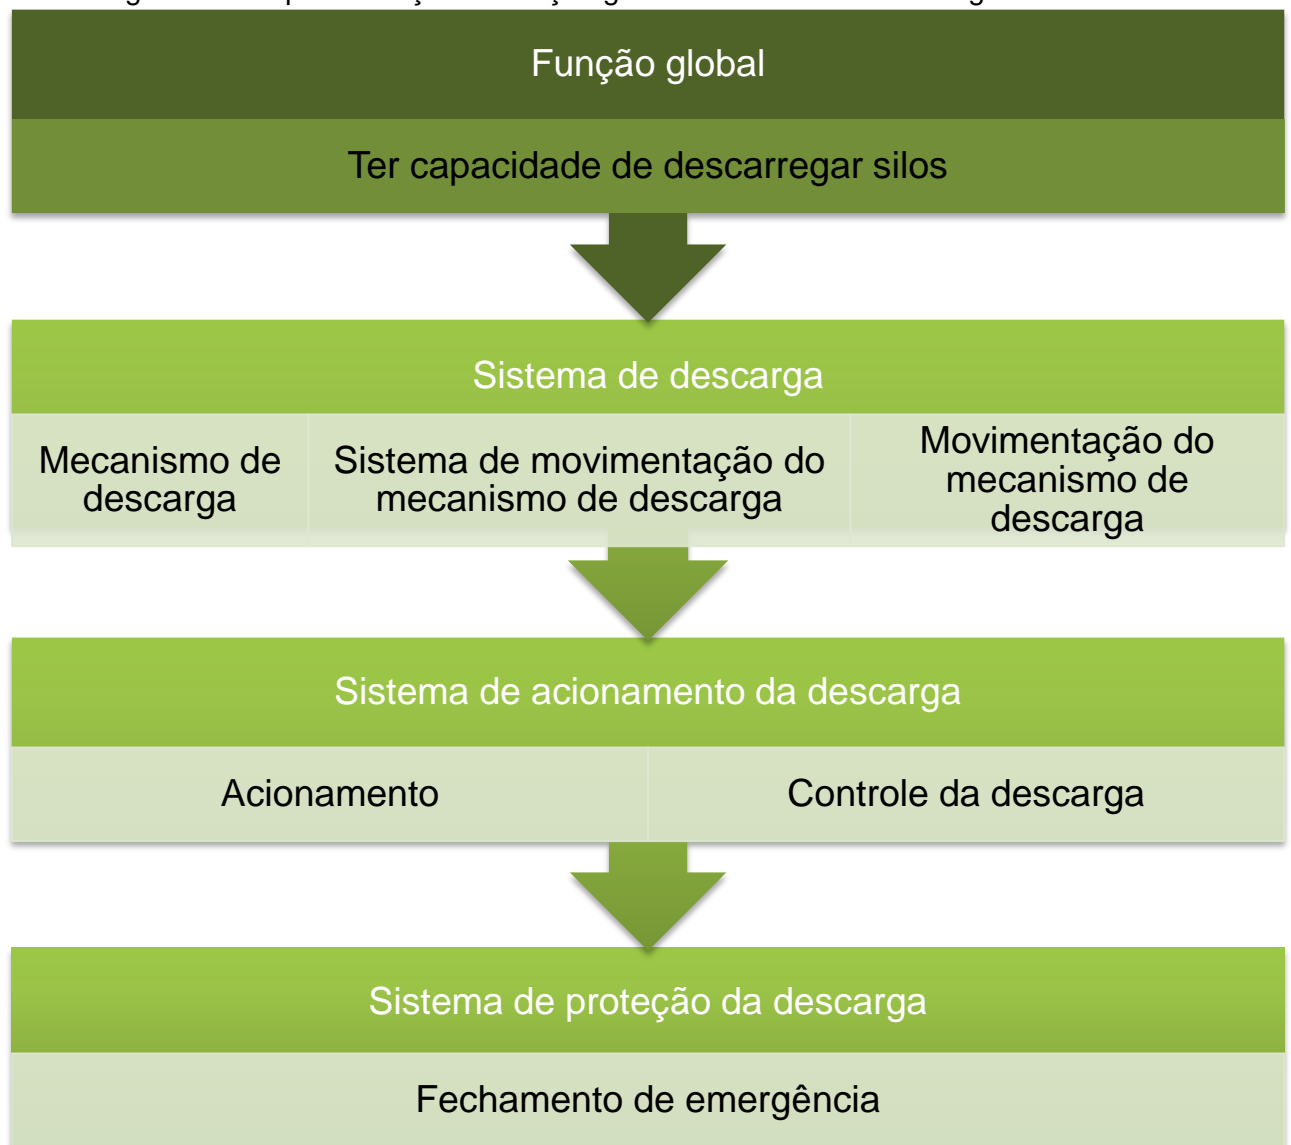 Função global
Ter capacidade de descarregar silos
Sistema de descarga
Mecanismo de
descarga
Sistema de movimentação do
mecanismo de descarga
Movimentação do
mecanismo de
descarga
Sistema de acionamento da descarga
Acionamento
Controle da descarga
Sistema de proteção da descarga
Fechamento de emergência